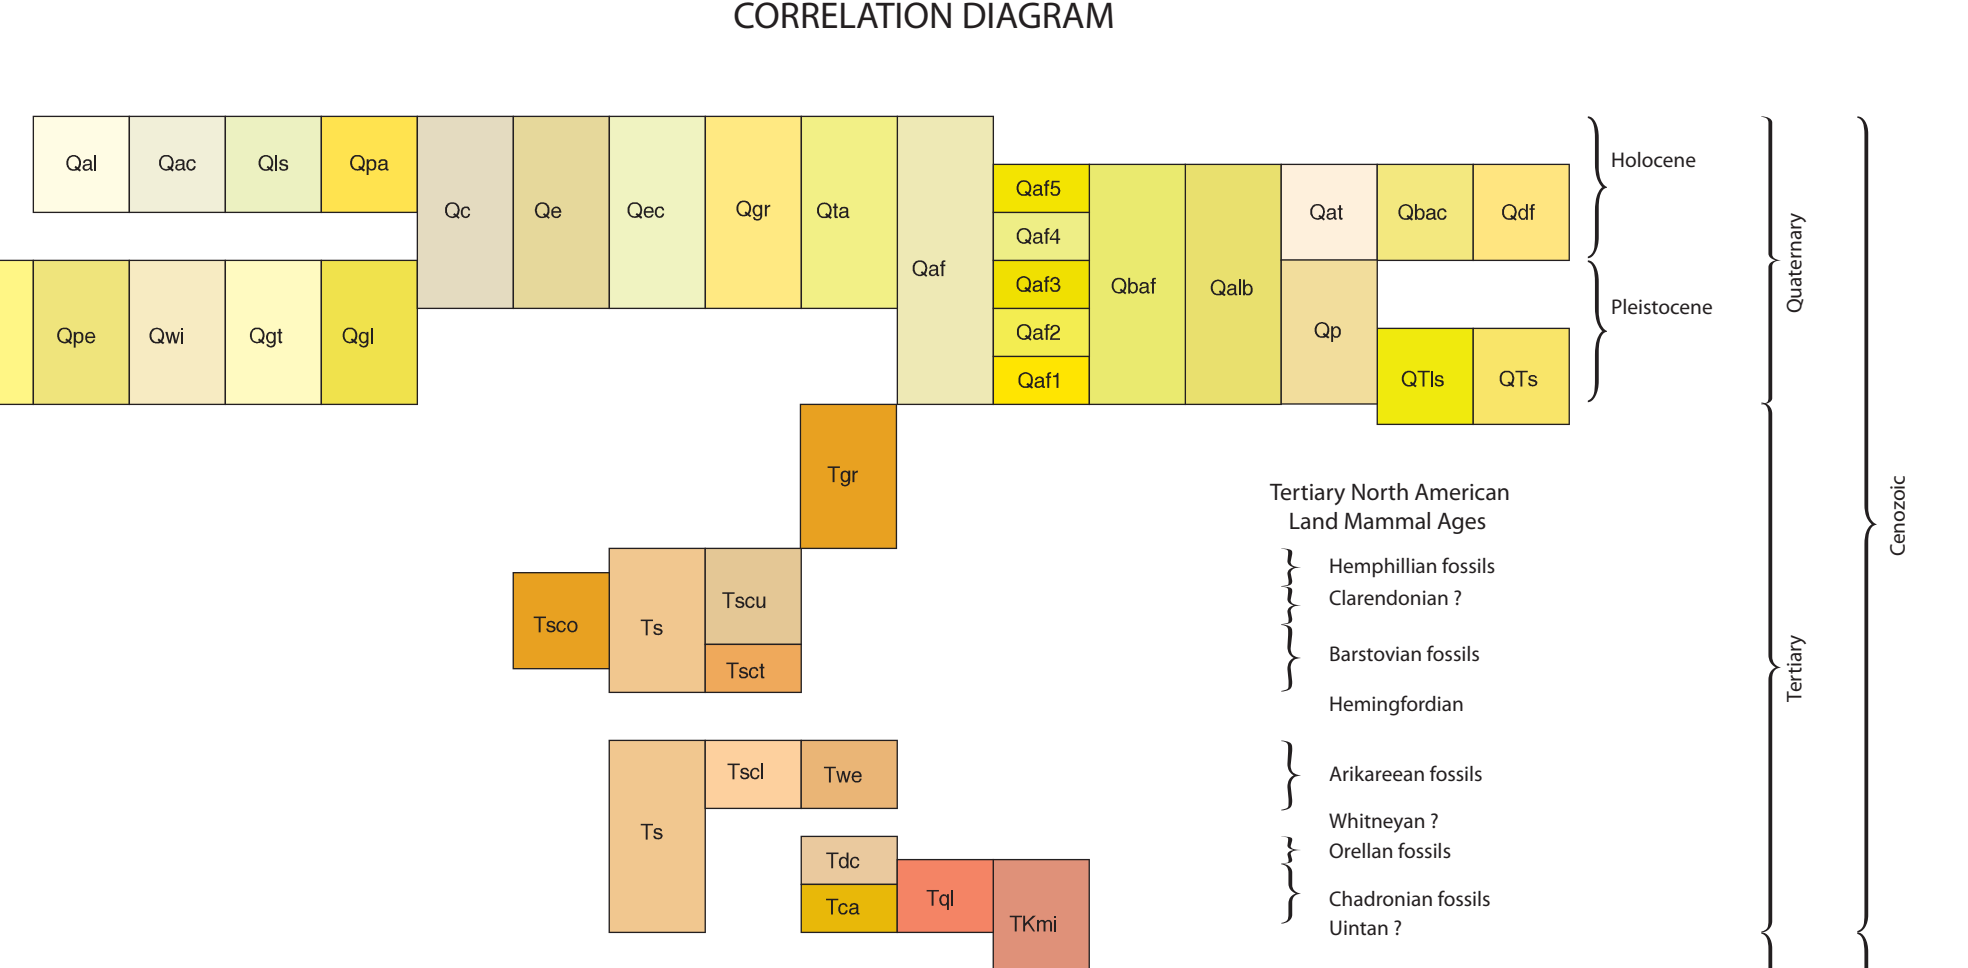 CORRELATION DIAGRAM
Qal
Qac
Qls
Qpa
Qc
Qe
Qec
Qgr
Qta
Qaf
Qaf5
Qaf4
Qaf3
Qaf2
Qaf1
Qbaf
Qalb
Qat
Qbac
Qdf
Qp
QTls
QTs
Qpe
Qwi
Qgt
Qgl
Holocene
Pleistocene
Quaternary
Tertiary
Cenozoic
Tgr
Tsco
Ts
Tscu
Tsct
Ts
Tscl
Twe
Tdc
Tca
Tql
TKmi
Tertiary North American
Land Mammal Ages
Hemphillian fossils
Clarendonian ?
Barstovian fossils
Hemingfordian
Arikareean fossils
Whitneyan ?
Orellan fossils
Chadronian fossils
Uintan ?